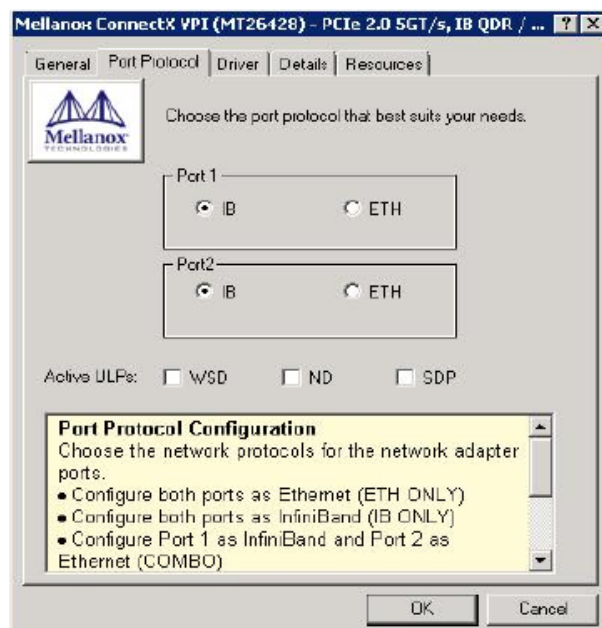 Mellanox ConnectX VPI (MT26428) - PCIe 2.0 5GT/s, IB QDR / ...
General Port Protocol Driver Details Resources
Mellanox
TECHNOLOGIES
Choose the port protocol that best suits your needs.
Port 1
IB ETH
Port2
IB ETH
Active ULPs: WSD ND SDP
Port Protocol Configuration
Choose the network protocols for the network adapter
ports.
• Configure both ports as Ethernet (ETH ONLY)
• Configure both ports as InfiniBand (IB ONLY)
• Configure Port 1 as InfiniBand and Port 2 as
Ethernet (COMBO)
OK Cancel